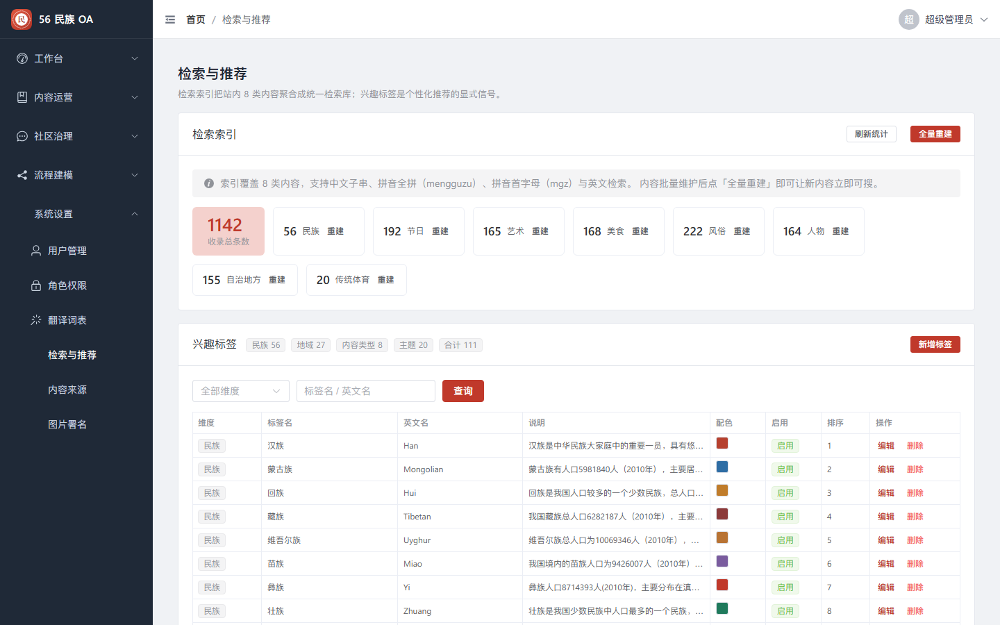 民 56 民族 OA
首页 / 检索与推荐
超 超级管理员
工作台
内容运营
社区治理
流程建模
系统设置
用户管理
角色权限
翻译词表
检索与推荐
内容来源
图片署名
检索与推荐
检索索引把站内 8 类内容聚合成统一检索库；兴趣标签是个性化推荐的显式信号。
检索索引 刷新统计 全量重建
索引覆盖 8 类内容，支持中文子串、拼音全拼（mengguzu）、拼音首字母（mgz）与英文检索。 内容批量维护后点「全量重建」即可让新内容立即可搜。
1142 收录总条数
56 民族 重建
192 节日 重建
165 艺术 重建
168 美食 重建
222 风俗 重建
164 人物 重建
155 自治地方 重建
20 传统体育 重建
兴趣标签 民族 56 地域 27 内容类型 8 主题 20 合计 111 新增标签
全部维度 标签名 / 英文名 查询
维度 标签名 英文名 说明 配色 启用 排序 操作
民族 汉族 Han 汉族是中华民族大家庭中的重要一员，具有悠... 启用 1 编辑 删除
民族 蒙古族 Mongolian 蒙古族有人口5981840人（2010年），主要居... 启用 2 编辑 删除
民族 回族 Hui 回族是我国人口较多的一个少数民族，总人口... 启用 3 编辑 删除
民族 藏族 Tibetan 我国藏族总人口6282187人（2010年），主要... 启用 4 编辑 删除
民族 维吾尔族 Uyghur 维吾尔族总人口为10069346人（2010年），... 启用 5 编辑 删除
民族 苗族 Miao 我国境内的苗族人口为9426007人（2010年）... 启用 6 编辑 删除
民族 彝族 Yi 彝族人口8714393人(2010年)，主要分布在滇... 启用 7 编辑 删除
民族 壮族 Zhuang 壮族是我国少数民族中人口最多的一个民族，... 启用 8 编辑 删除